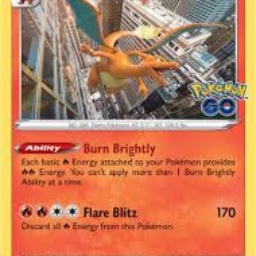 Pokémon
GO
Ability Burn Brightly
Each basic Energy attached to your Pokémon provides
Energy. You can't apply more than 1 Burn Brightly
Ability at a time.
Flare Blitz 170
Discard all Energy from this Pokémon.